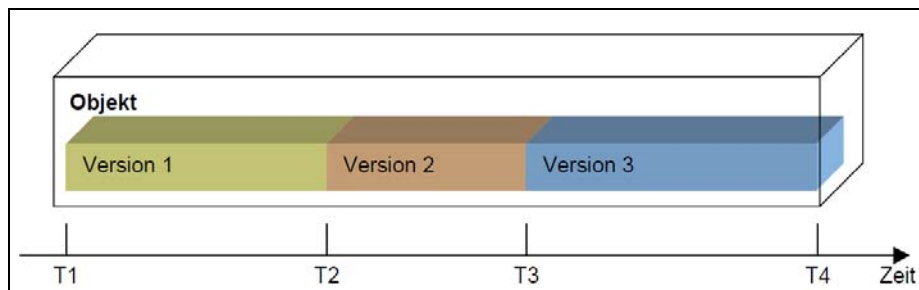 Objekt
Version 1 Version 2 Version 3
T1 T2 T3 T4 Zeit